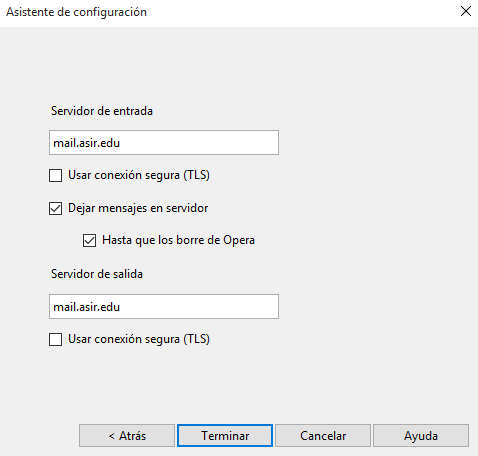 Asistente de configuración
Servidor de entrada
mail.asir.edu
Usar conexión segura (TLS)
Dejar mensajes en servidor
Hasta que los borre de Opera
Servidor de salida
mail.asir.edu
Usar conexión segura (TLS)
< Atrás Terminar Cancelar Ayuda